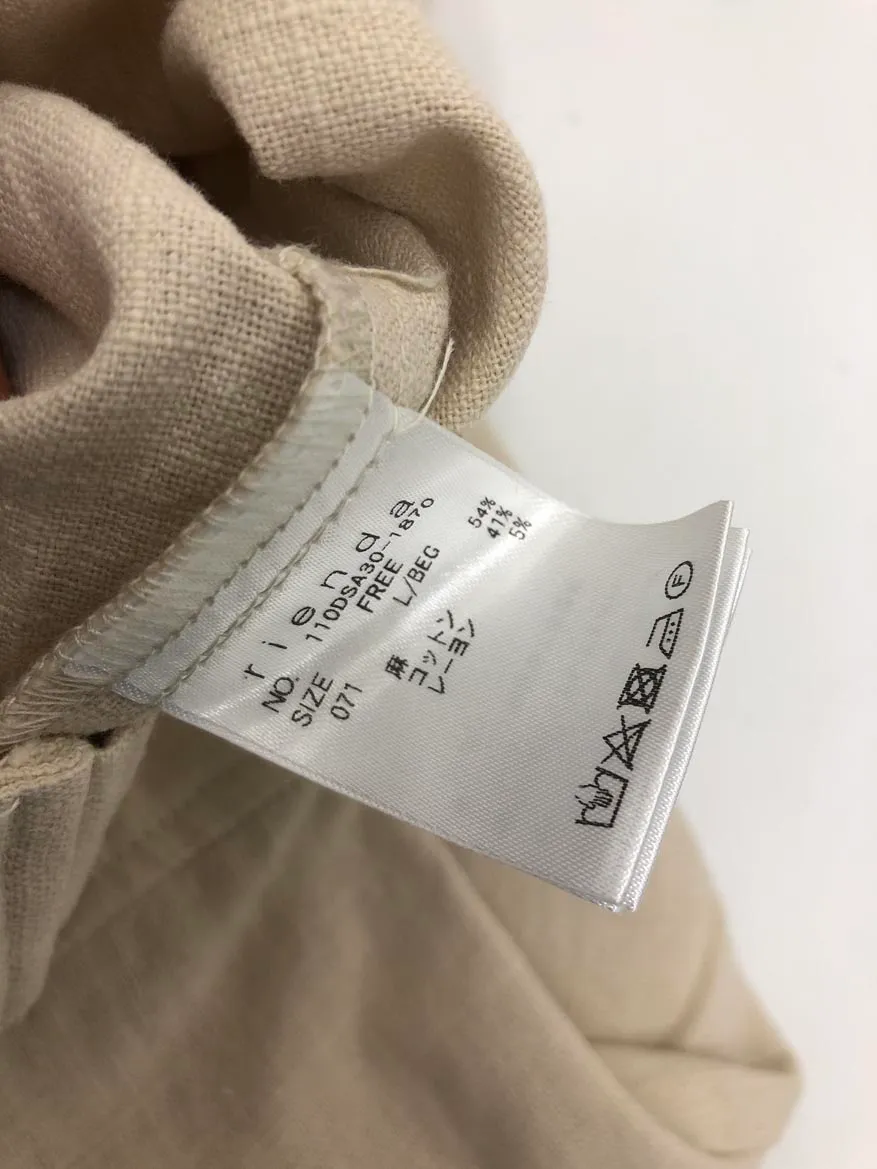 rienda
NO. 110DSA30-1870
SIZE FREE
071 L/BEG
麻 54%
コットン 41%
レーヨン 5%
F